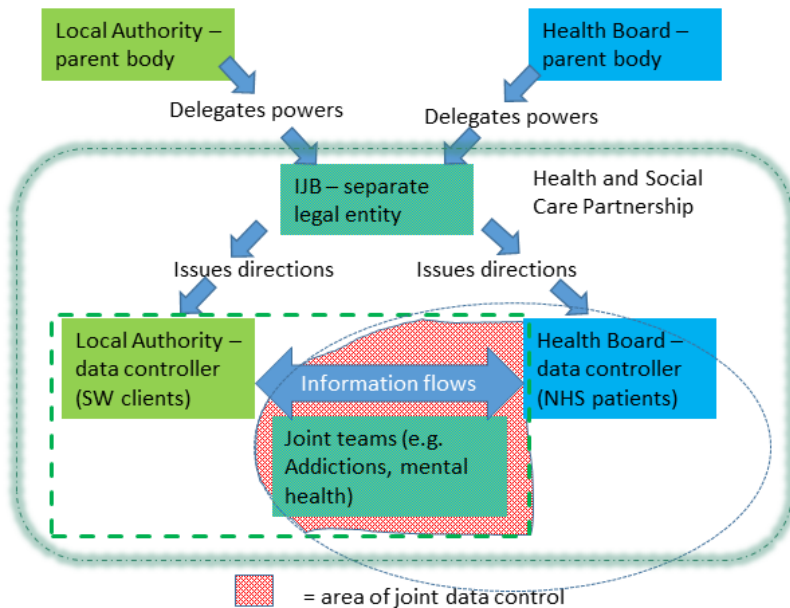 Local Authority –
parent body
Health Board –
parent body
Delegates powers
Delegates powers
IJB – separate
legal entity
Health and Social
Care Partnership
Issues directions
Issues directions
Local Authority –
data controller
(SW clients)
Information flows
Health Board –
data controller
(NHS patients)
Joint teams (e.g.
Addictions, mental
health)
= area of joint data control